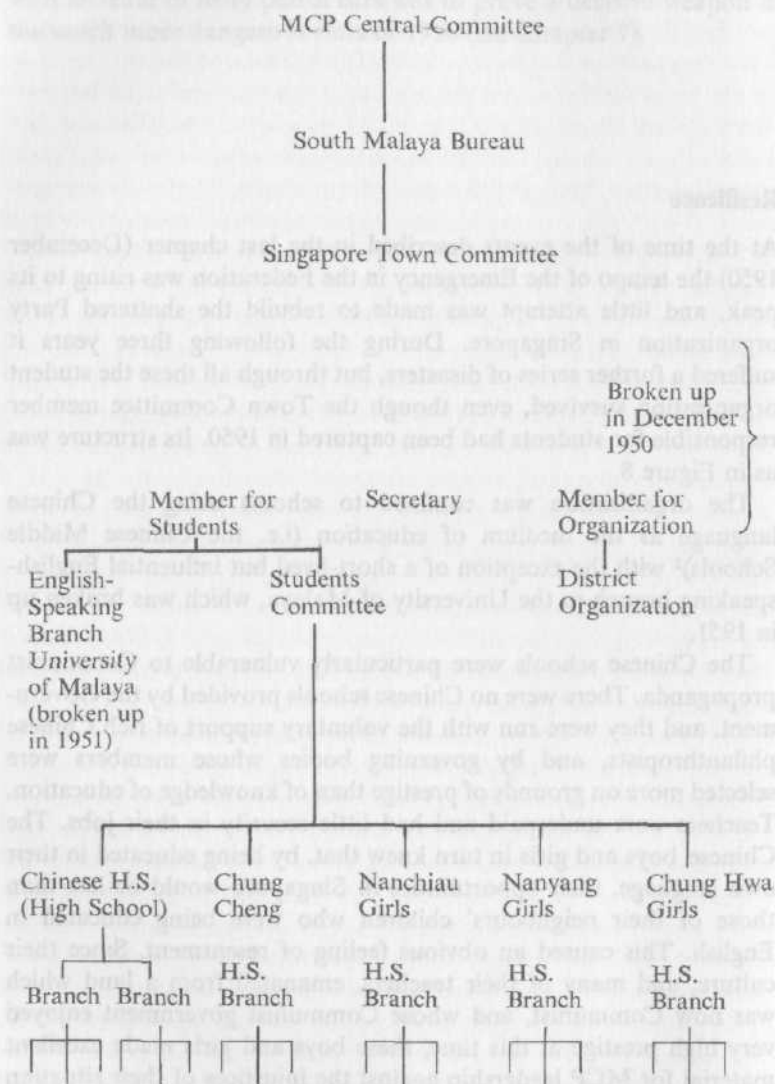 MCP Central Committee
South Malaya Bureau
Singapore Town Committee
Broken up
in December
1950
Member for
Students
Secretary
Member for
Organization
English-
Speaking
Branch
University
of Malaya
(broken up
in 1951)
Students
Committee
District
Organization
Chinese H.S.
(High School)
Chung
Cheng
Nanchiau
Girls
Nanyang
Girls
Chung Hwa
Girls
Branch
Branch
H.S.
Branch
H.S.
Branch
H.S.
Branch
H.S.
Branch